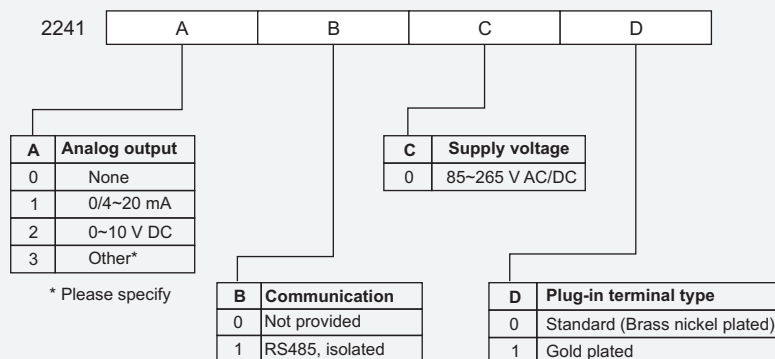 2241 A B C D
A Analog output
0 None
1 0/4~20 mA
2 0~10 V DC
3 Other*
* Please specify
B Communication
0 Not provided
1 RS485, isolated
C Supply voltage
0 85~265 V AC/DC
D Plug-in terminal type
0 Standard (Brass nickel plated)
1 Gold plated